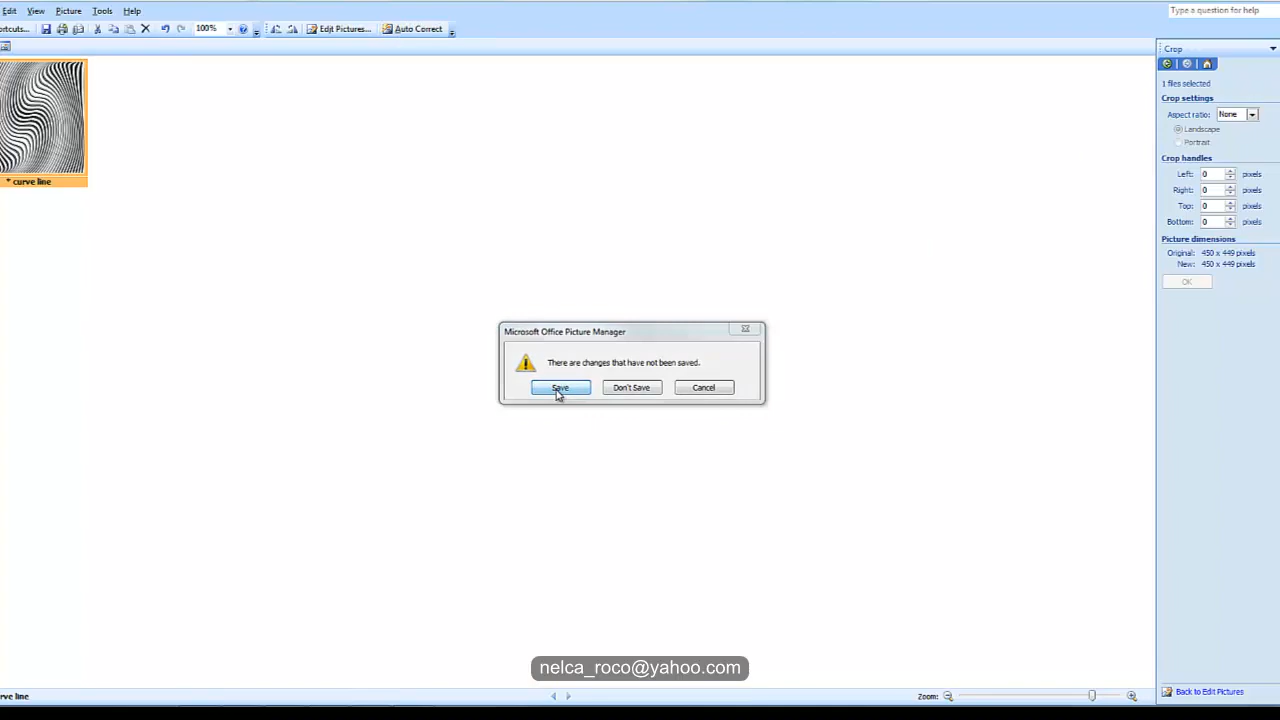 Edit View Picture Tools Help Type a question for help
ortcuts... 100% Edit Pictures... Auto Correct
Crop
1 files selected
Crop settings
Aspect ratio: None
Landscape
Portrait
Crop handles
Left: 0 pixels
Right: 0 pixels
Top: 0 pixels
Bottom: 0 pixels
Picture dimensions
Original: 450 x 449 pixels
New: 450 x 449 pixels
OK
* curve line
Microsoft Office Picture Manager
There are changes that have not been saved.
Save Don't Save Cancel
nelca_roco@yahoo.com
rve line Zoom:
Back to Edit Pictures